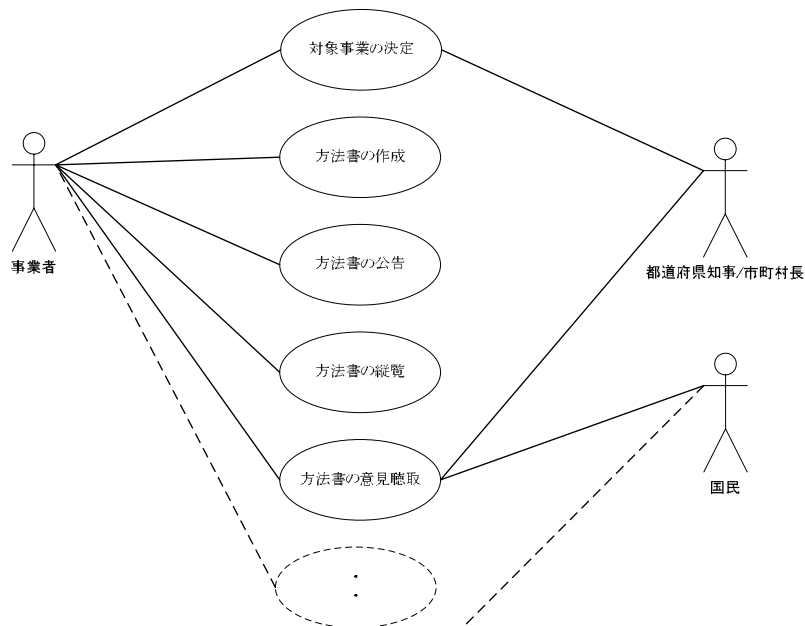 対象事業の決定
方法書の作成
事業者
方法書の公告
都道府県知事/市町村長
方法書の縦覧
方法書の意見聴取
国民
: